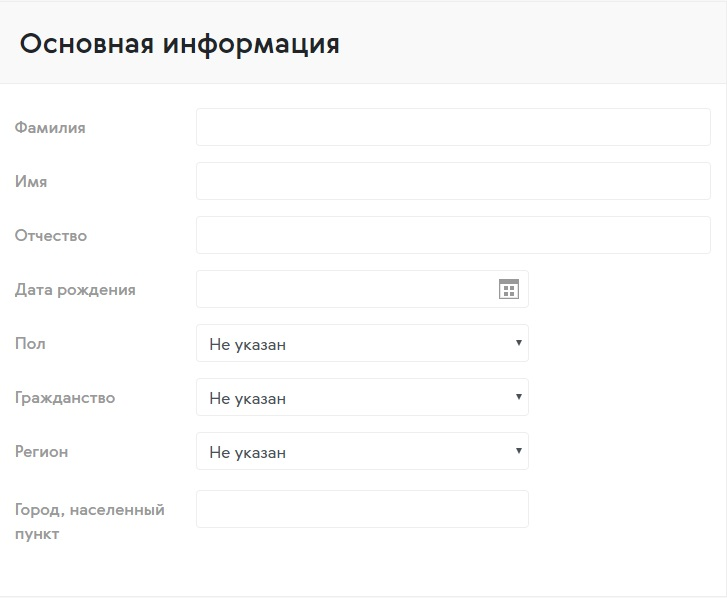 Основная информация
Фамилия
Имя
Отчество
Дата рождения
Пол
Не указан
Гражданство
Не указан
Регион
Не указан
Город, населенный
пункт